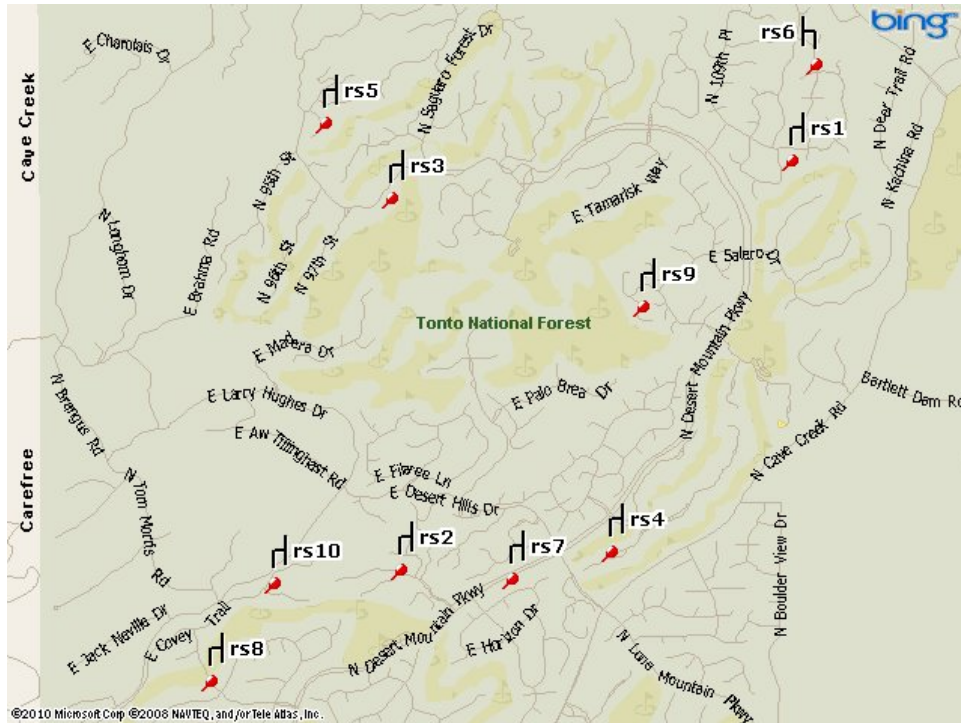 bing
E Charolais Dr
N Saguaro Forest Dr
N 109th Pl
rs6
N Deer Trail Rd
Cave Creek
rs5
rs1
N Kachina Rd
N 95th St
rs3
E Tamarisk Way
N Longhorn Dr
E Brahma Rd
N 96th St
N 97th St
E Salero Dr
rs9
Tonto National Forest
E Madera Dr
N Desert Mountain Pkwy
E Larry Hughes Dr
E Palo Brea Dr
Bartlett Dam Rd
N Brangus Rd
E AW Tillinghast Rd
N Cave Creek Rd
E Filaree Ln
E Desert Hills Dr
Carefree
N Tom Morris Rd
rs10
rs2
rs7
rs4
N Boulder View Dr
E Jack Neville Dr
E Covey Trail
N Desert Mountain Pkwy
E Horizon Dr
rs8
N Lone Mountain Pkwy
©2010 Microsoft Corp ©2008 NAVTEQ, and/or Tele Atlas, Inc.